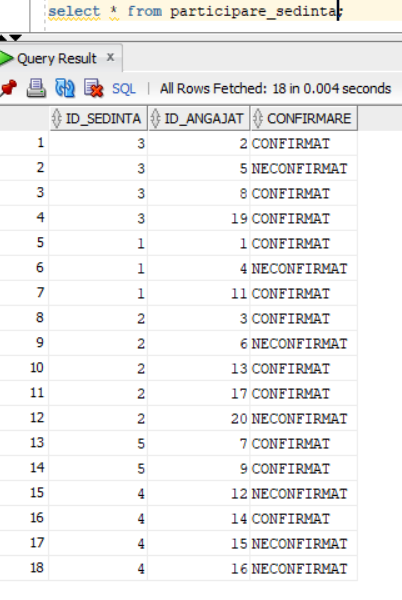 select * from participare_sedinta;
Query Result x
SQL | All Rows Fetched: 18 in 0.004 seconds
ID_SEDINTA ID_ANGAJAT CONFIRMARE
1 3 2 CONFIRMAT
2 3 5 NECONFIRMAT
3 3 8 CONFIRMAT
4 3 19 CONFIRMAT
5 1 1 CONFIRMAT
6 1 4 NECONFIRMAT
7 1 11 CONFIRMAT
8 2 3 CONFIRMAT
9 2 6 NECONFIRMAT
10 2 13 CONFIRMAT
11 2 17 CONFIRMAT
12 2 20 NECONFIRMAT
13 5 7 CONFIRMAT
14 5 9 CONFIRMAT
15 4 12 NECONFIRMAT
16 4 14 CONFIRMAT
17 4 15 NECONFIRMAT
18 4 16 NECONFIRMAT